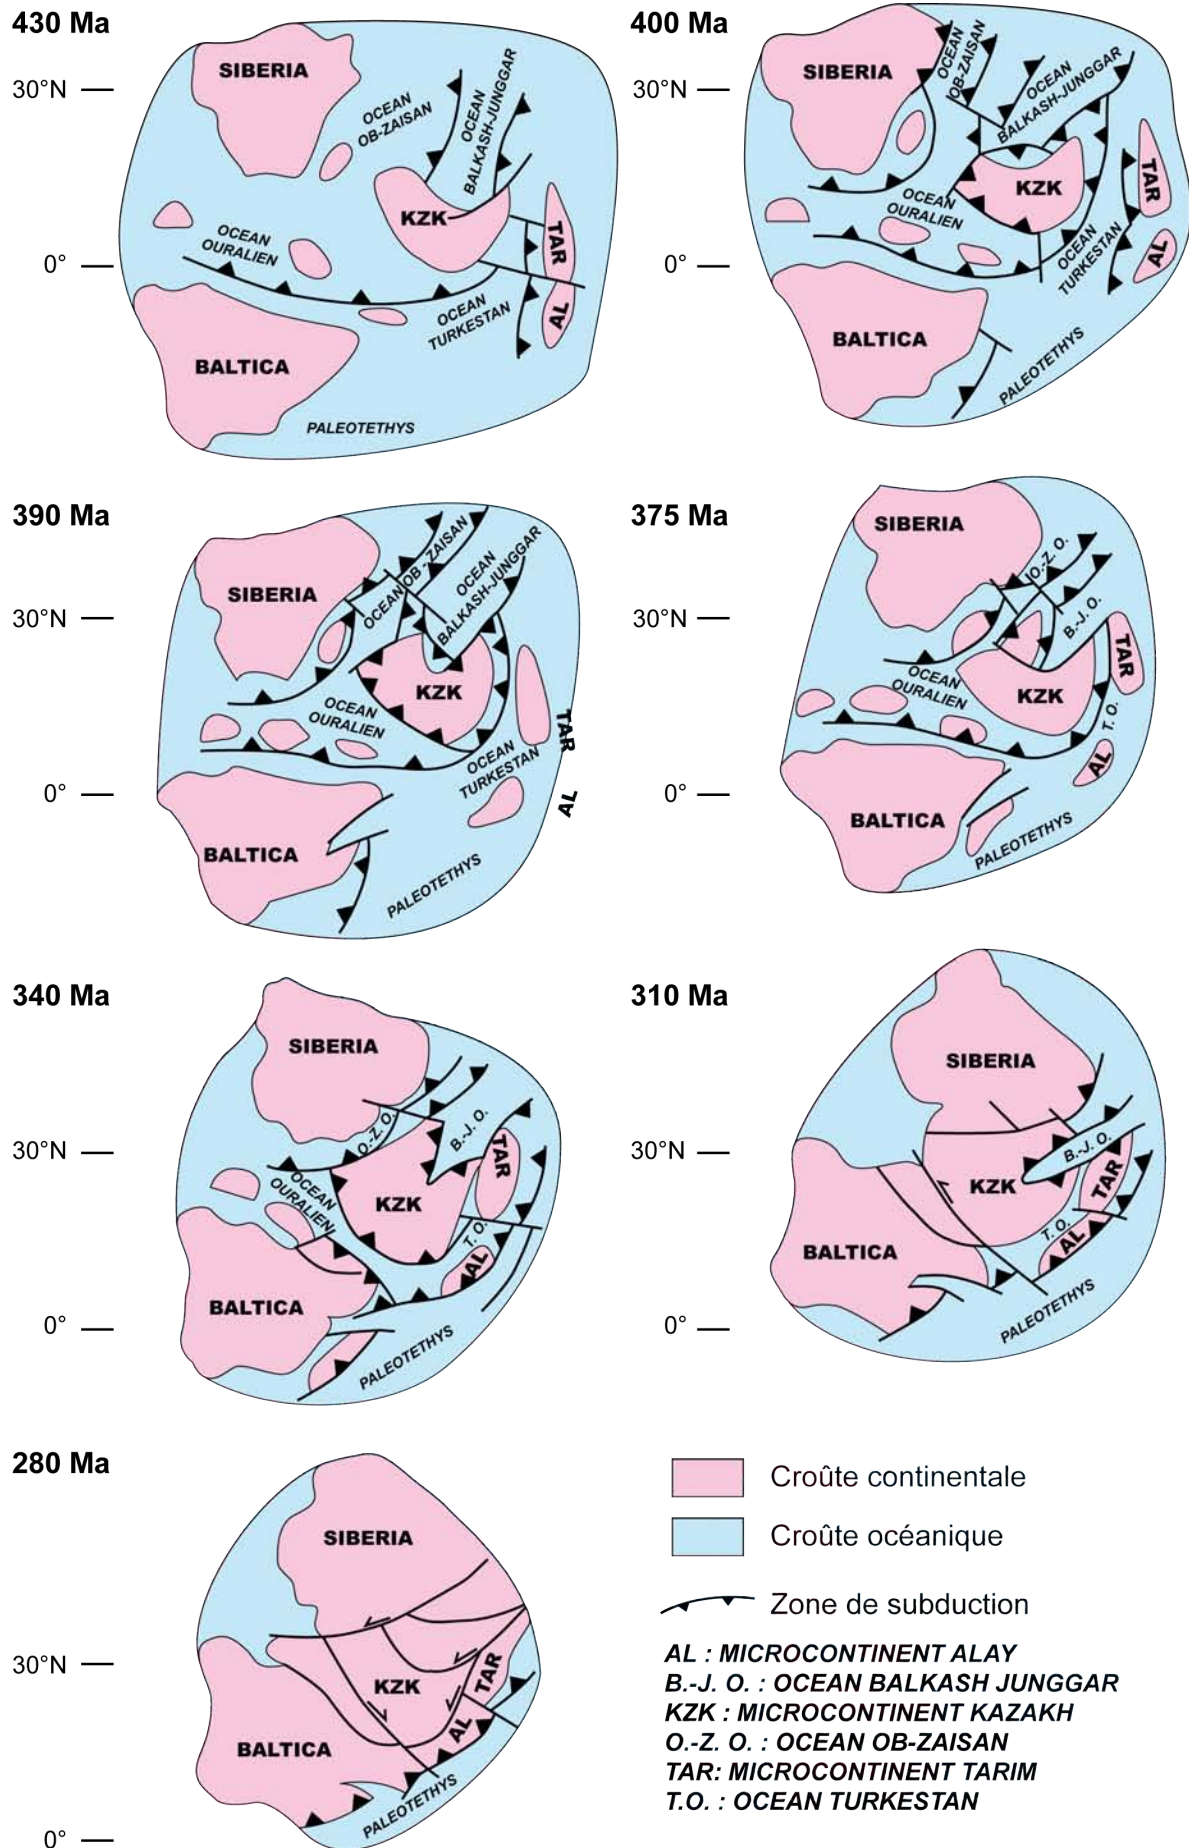 430 Ma
30°N
0°
SIBERIA
OCEAN
OB-ZAISAN
OCEAN
BALKASH-JUNGGAR
KZK
TAR
AL
OCEAN
OURALIEN
OCEAN
TURKESTAN
BALTICA
PALEOTETHYS
400 Ma
30°N
0°
SIBERIA
OCEAN
OB-ZAISAN
OCEAN
BALKASH-JUNGGAR
KZK
TAR
AL
OCEAN
OURALIEN
OCEAN
TURKESTAN
BALTICA
PALEOTETHYS
390 Ma
30°N
0°
SIBERIA
OCEAN OB - ZAISAN
OCEAN
BALKASH-JUNGGAR
KZK
OCEAN
OURALIEN
OCEAN
TURKESTAN
TAR
AL
BALTICA
PALEOTETHYS
375 Ma
30°N
0°
SIBERIA
O.-Z. O.
B.-J. O.
TAR
OCEAN
OURALIEN
KZK
T. O.
AL
BALTICA
PALEOTETHYS
340 Ma
30°N
0°
SIBERIA
O.-Z. O.
B.-J. O.
TAR
OCEAN
OURALIEN
KZK
T. O.
AL
BALTICA
PALEOTETHYS
310 Ma
30°N
0°
SIBERIA
B.-J. O.
KZK
TAR
T. O.
AL
BALTICA
PALEOTETHYS
280 Ma
30°N
0°
SIBERIA
KZK
TAR
AL
BALTICA
PALEOTETHYS
Croûte continentale
Croûte océanique
Zone de subduction
AL : MICROCONTINENT ALAY
B.-J. O. : OCEAN BALKASH JUNGGAR
KZK : MICROCONTINENT KAZAKH
O.-Z. O. : OCEAN OB-ZAISAN
TAR: MICROCONTINENT TARIM
T.O. : OCEAN TURKESTAN